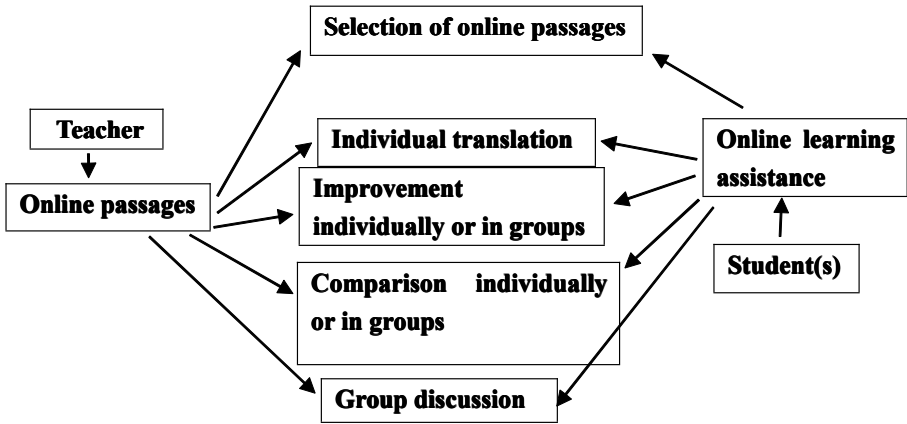 Selection of online passages
Teacher
Online passages
Individual translation
Improvement
individually or in groups
Comparison individually
or in groups
Group discussion
Online learning
assistance
Student(s)